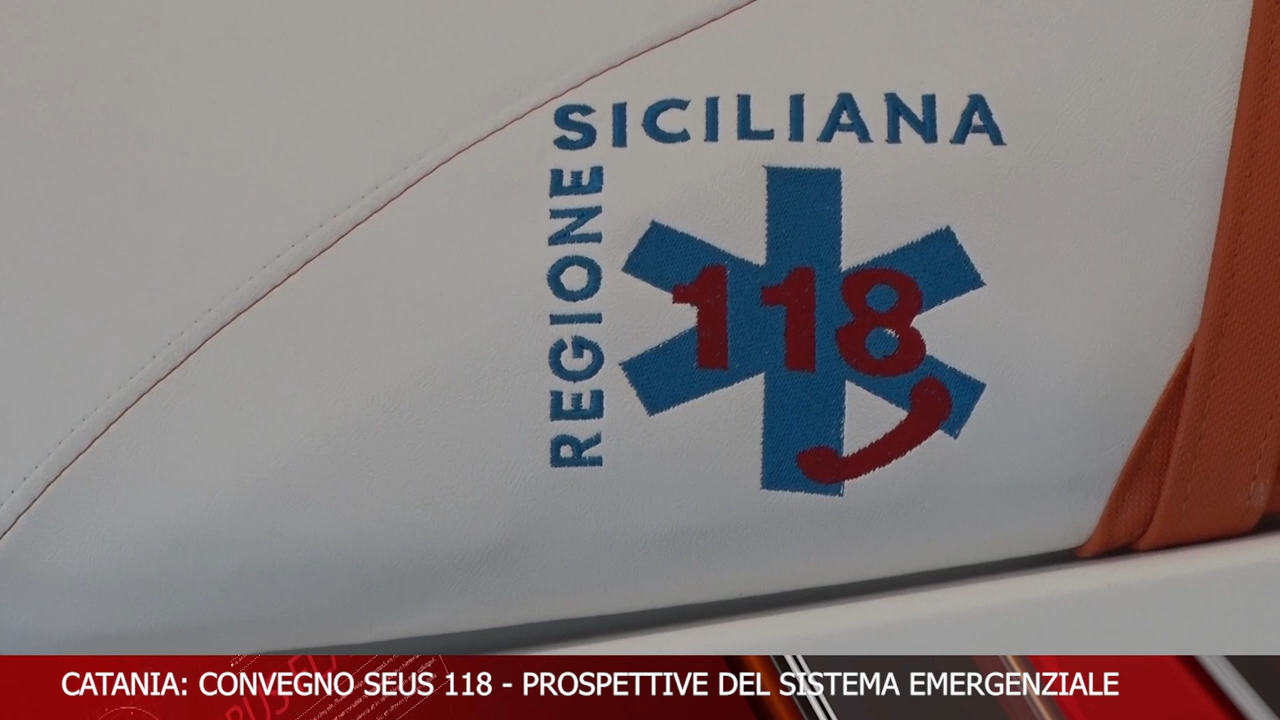 SICILIANA
REGIONE
118
CATANIA: CONVEGNO SEUS 118 - PROSPETTIVE DEL SISTEMA EMERGENZIALE